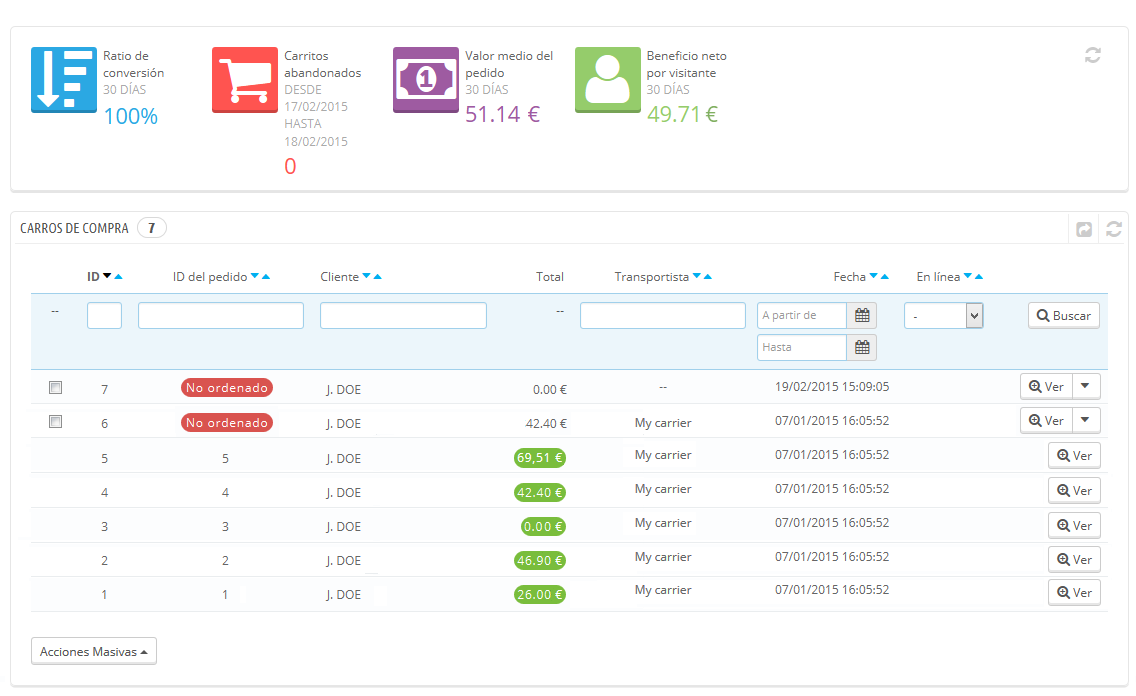 Ratio de
conversión
30 DÍAS
100%
Carritos
abandonados
DESDE
17/02/2015
HASTA
18/02/2015
0
1
Valor medio del
pedido
30 DÍAS
51.14 €
Beneficio neto
por visitante
30 DÍAS
49.71 €
CARROS DE COMPRA 7
ID ID del pedido Cliente Total Transportista Fecha En línea
-- -- A partir de - Buscar
Hasta
7 No ordenado J. DOE 0.00 € -- 19/02/2015 15:09:05 Ver
6 No ordenado J. DOE 42.40 € My carrier 07/01/2015 16:05:52 Ver
5 5 J. DOE 69,51 € My carrier 07/01/2015 16:05:52 Ver
4 4 J. DOE 42.40 € My carrier 07/01/2015 16:05:52 Ver
3 3 J. DOE 0.00 € My carrier 07/01/2015 16:05:52 Ver
2 2 J. DOE 46.90 € My carrier 07/01/2015 16:05:52 Ver
1 1 J. DOE 26.00 € My carrier 07/01/2015 16:05:52 Ver
Acciones Masivas